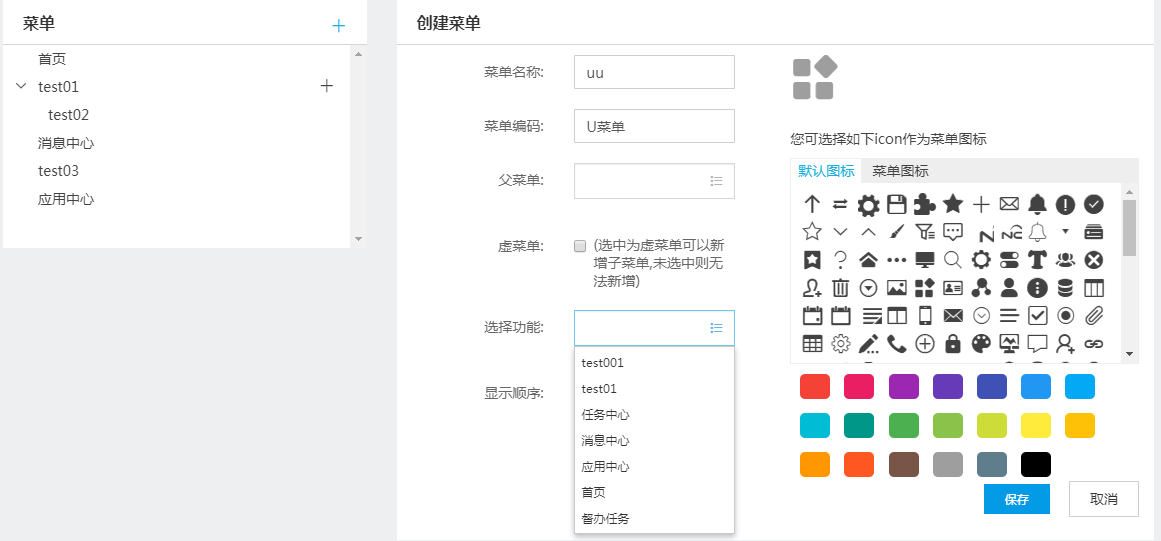 菜单
首页
test01
test02
消息中心
test03
应用中心
创建菜单
菜单名称: uu
菜单编码: U菜单
父菜单:
虚菜单: (选中为虚菜单可以新
增子菜单,未选中则无
法新增)
选择功能:
test001
test01
任务中心
消息中心
应用中心
首页
督办任务
显示顺序:
您可选择如下icon作为菜单图标
默认图标 菜单图标
保存 取消